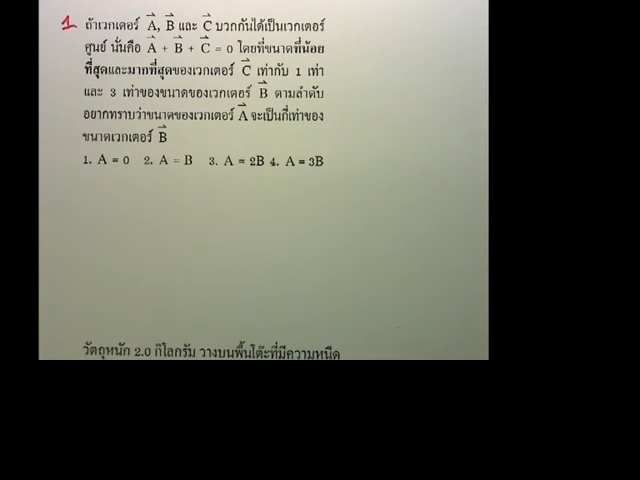 1 ถ้าเวกเตอร์ A⃗, B⃗ และ C⃗ บวกกันได้เป็นเวกเตอร์
ศูนย์ นั่นคือ A⃗ + B⃗ + C⃗ = 0 โดยที่ขนาดที่น้อย
ที่สุดและมากที่สุดของเวกเตอร์ C⃗ เท่ากับ 1 เท่า
และ 3 เท่าของขนาดของเวกเตอร์ B⃗ ตามลำดับ
อยากทราบว่าขนาดของเวกเตอร์ A⃗ จะเป็นกี่เท่าของ
ขนาดเวกเตอร์ B⃗
1. A = 0 2. A = B 3. A = 2B 4. A = 3B
วัตถุหนัก 2.0 กิโลกรัม วางบนพื้นโต๊ะที่มีความหนืด